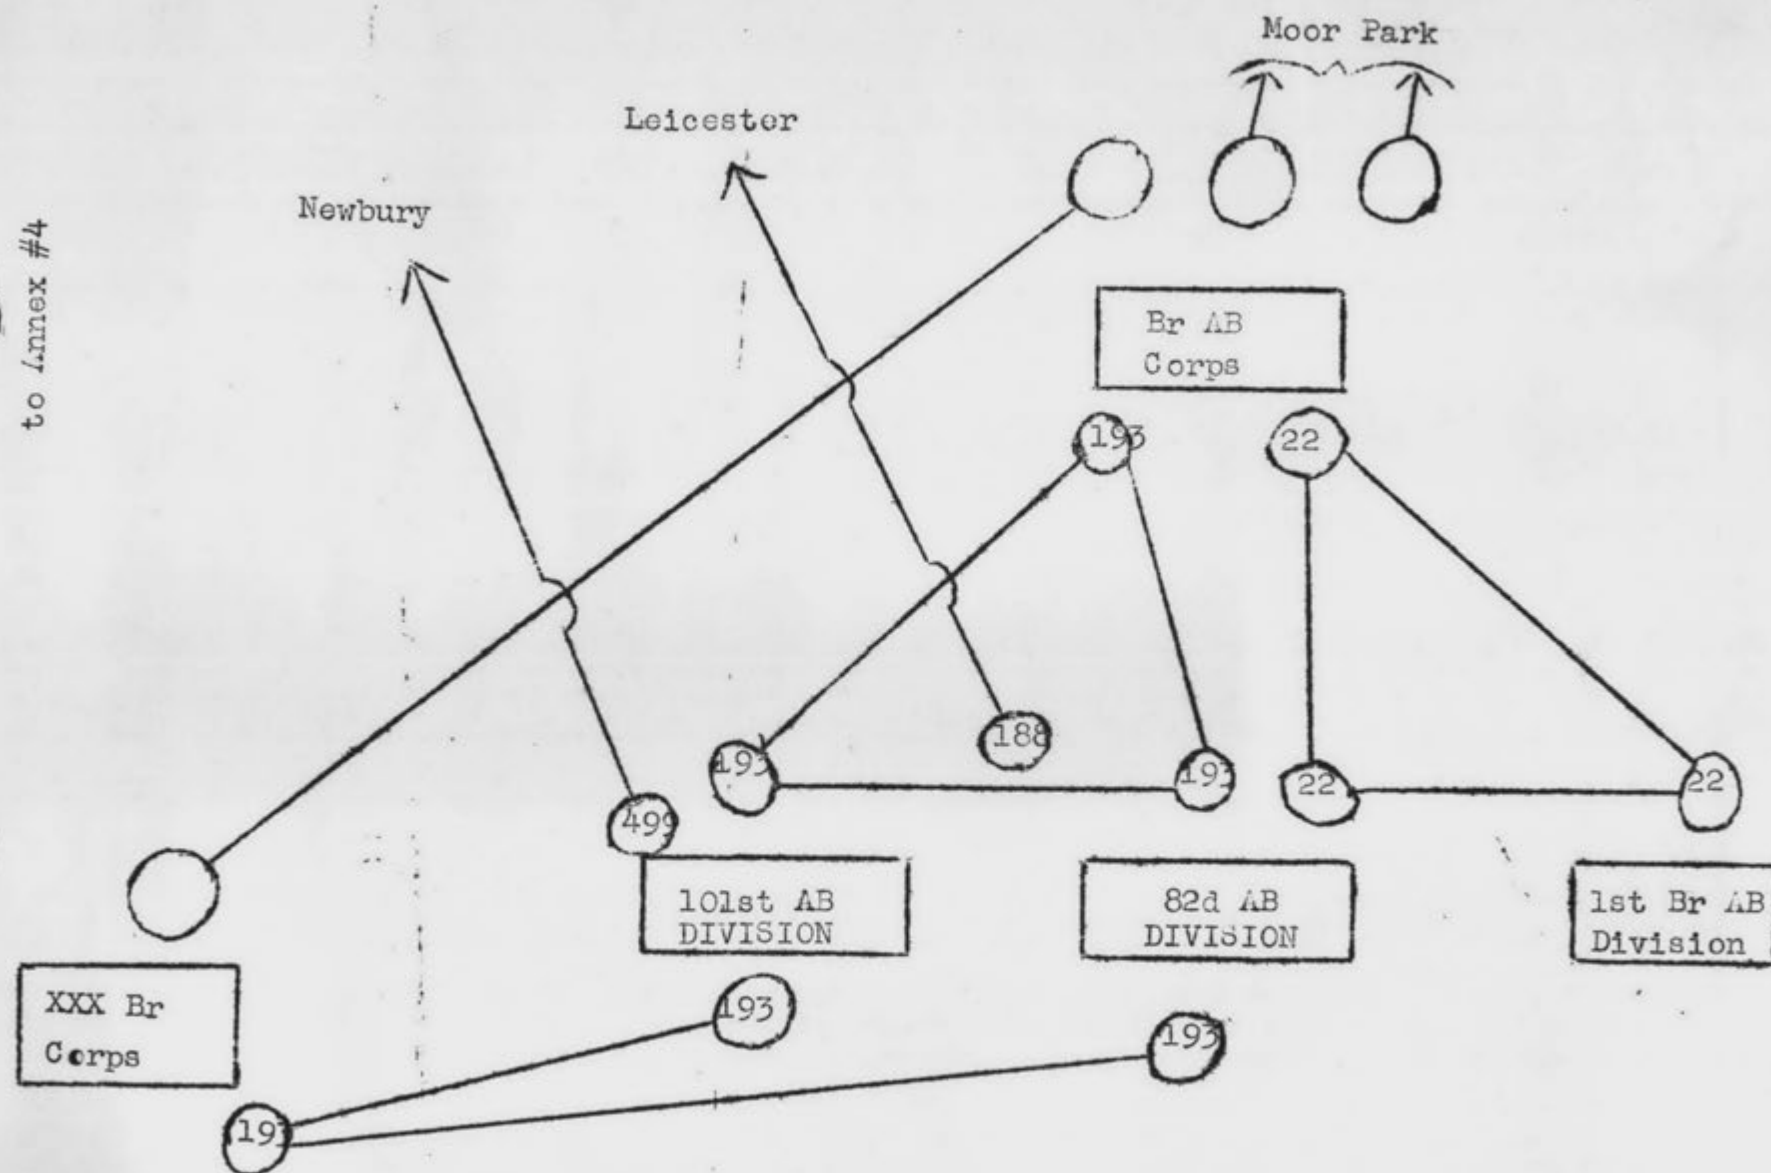 Moor Park
Leicester
Newbury
to Annex #4
Br AB
Corps
193
22
188
193
193
22
22
499
101st AB
DIVISION
82d AB
DIVISION
1st Br AB
Division
XXX Br
Corps
193
193
193